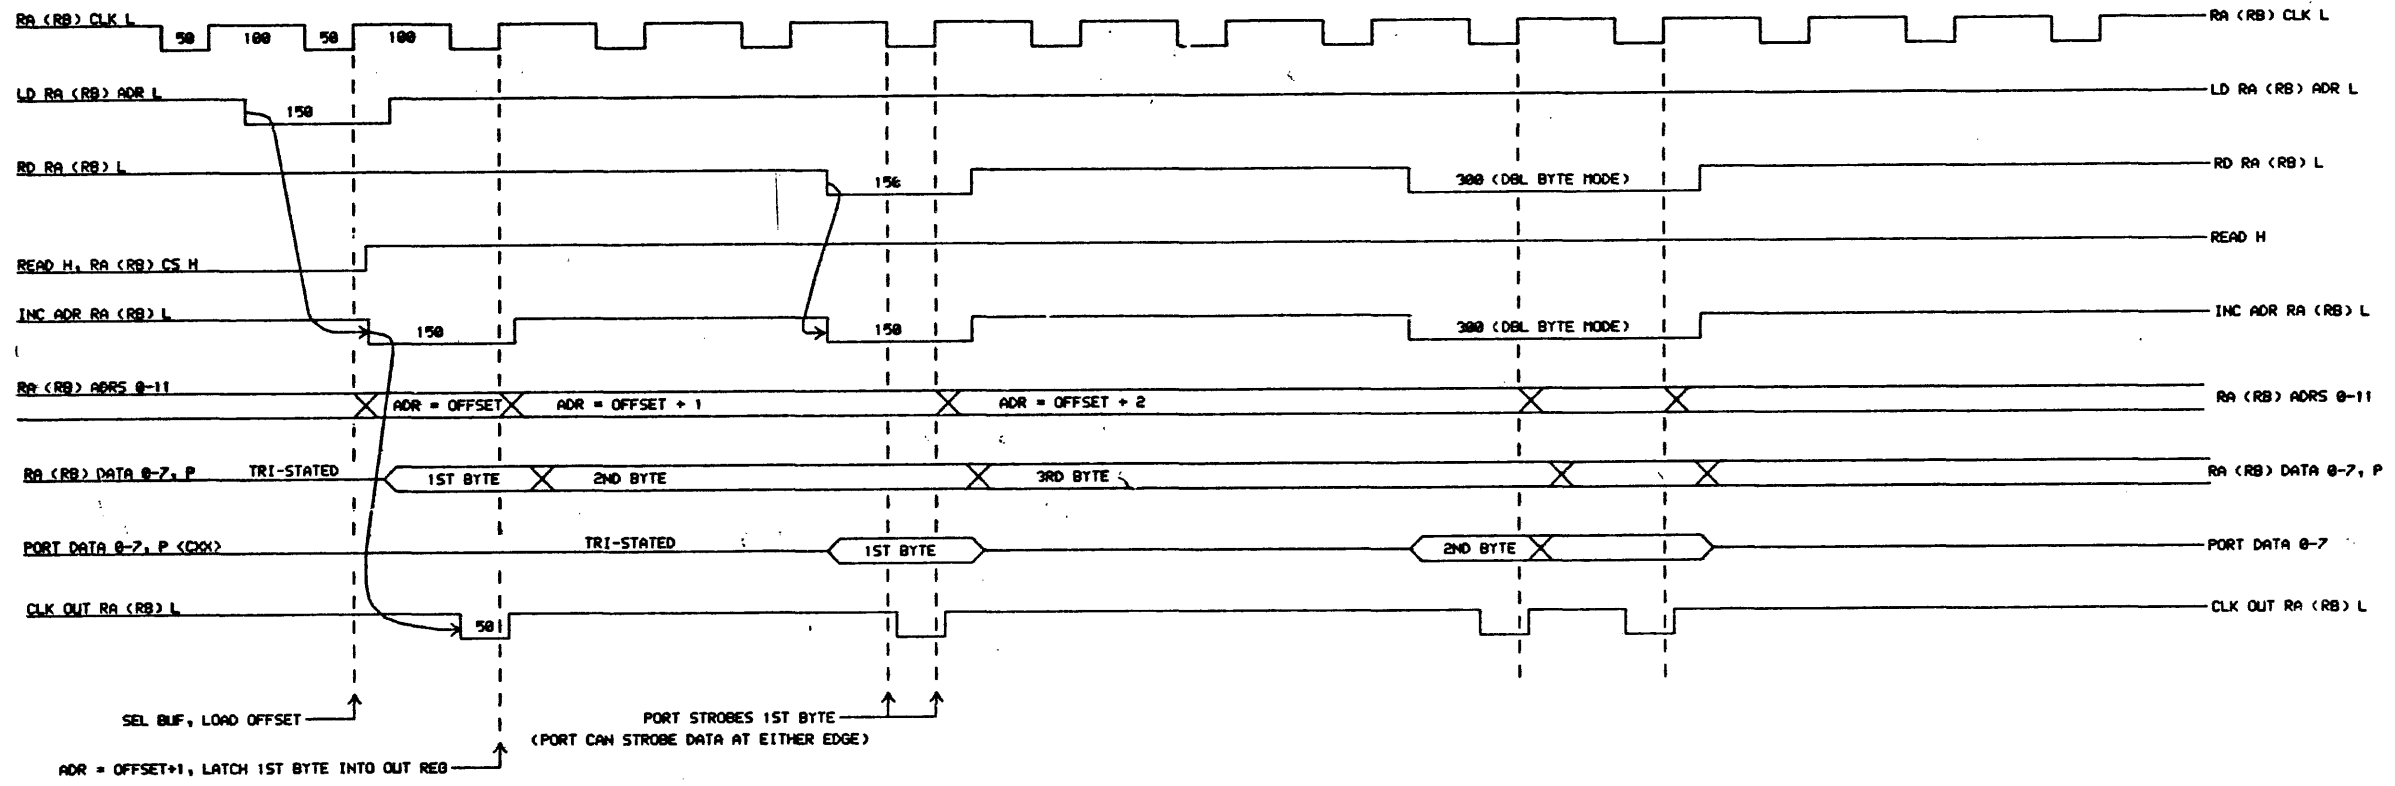 RA (RB) CLK L
50 100 50 100
RA (RB) CLK L
LD RA (RB) ADR L
150
LD RA (RB) ADR L
RD RA (RB) L
156
300 (DBL BYTE MODE)
RD RA (RB) L
READ H, RA (RB) CS H
READ H
INC ADR RA (RB) L
150
150
300 (DBL BYTE MODE)
INC ADR RA (RB) L
RA (RB) ADRS 0-11
ADR = OFFSET
ADR = OFFSET + 1
ADR = OFFSET + 2
RA (RB) ADRS 0-11
RA (RB) DATA 0-7, P
TRI-STATED
1ST BYTE
2ND BYTE
3RD BYTE
RA (RB) DATA 0-7, P
PORT DATA 0-7, P <CXX>
TRI-STATED
1ST BYTE
2ND BYTE
PORT DATA 0-7
CLK OUT RA (RB) L
50
CLK OUT RA (RB) L
SEL BUF, LOAD OFFSET
PORT STROBES 1ST BYTE
(PORT CAN STROBE DATA AT EITHER EDGE)
ADR = OFFSET+1, LATCH 1ST BYTE INTO OUT REG